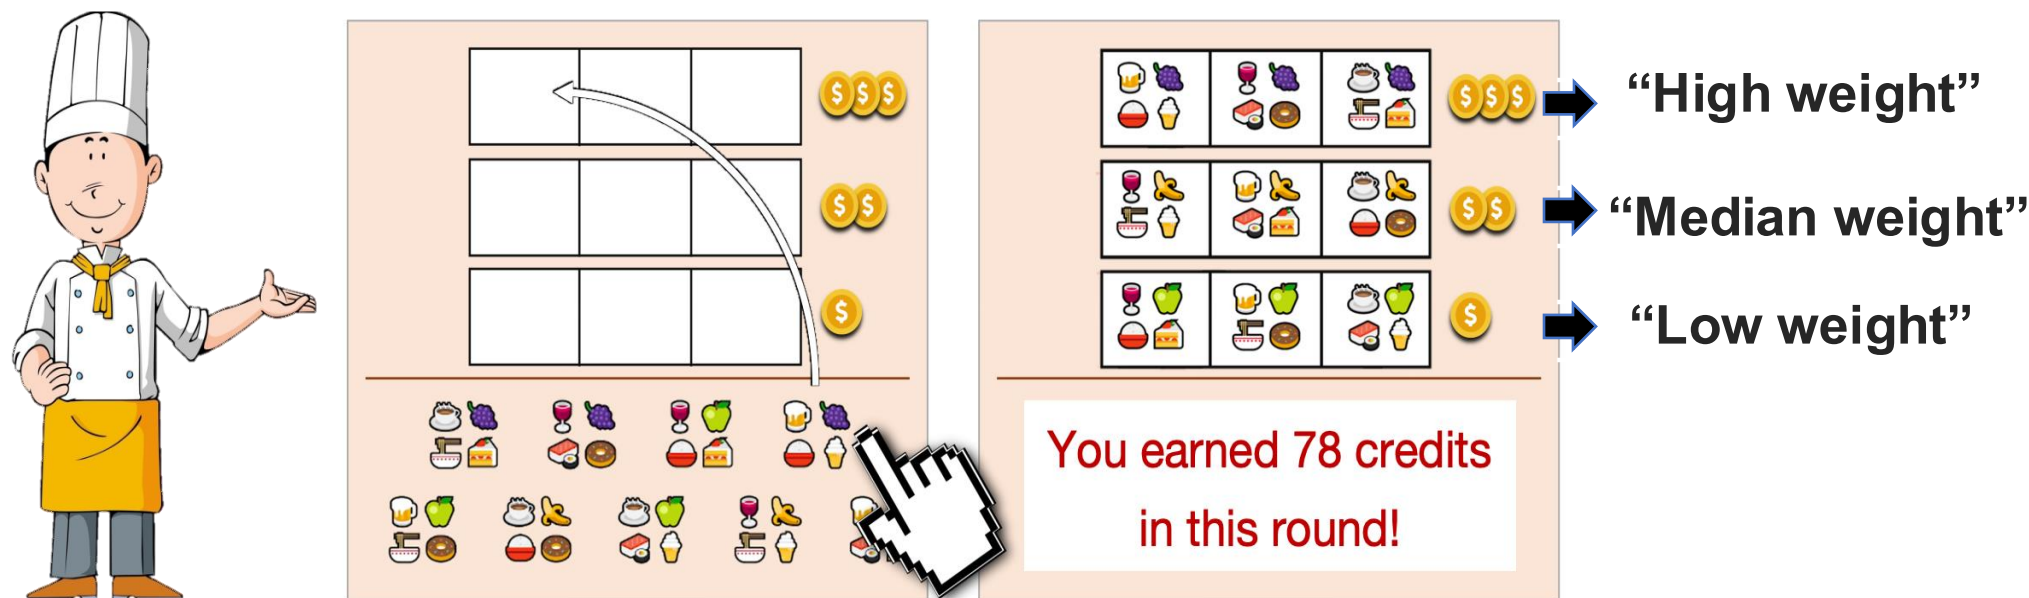 $$$
$$$
“High weight”
$$
$$
“Median weight”
$
$
“Low weight”
You earned 78 credits
in this round!